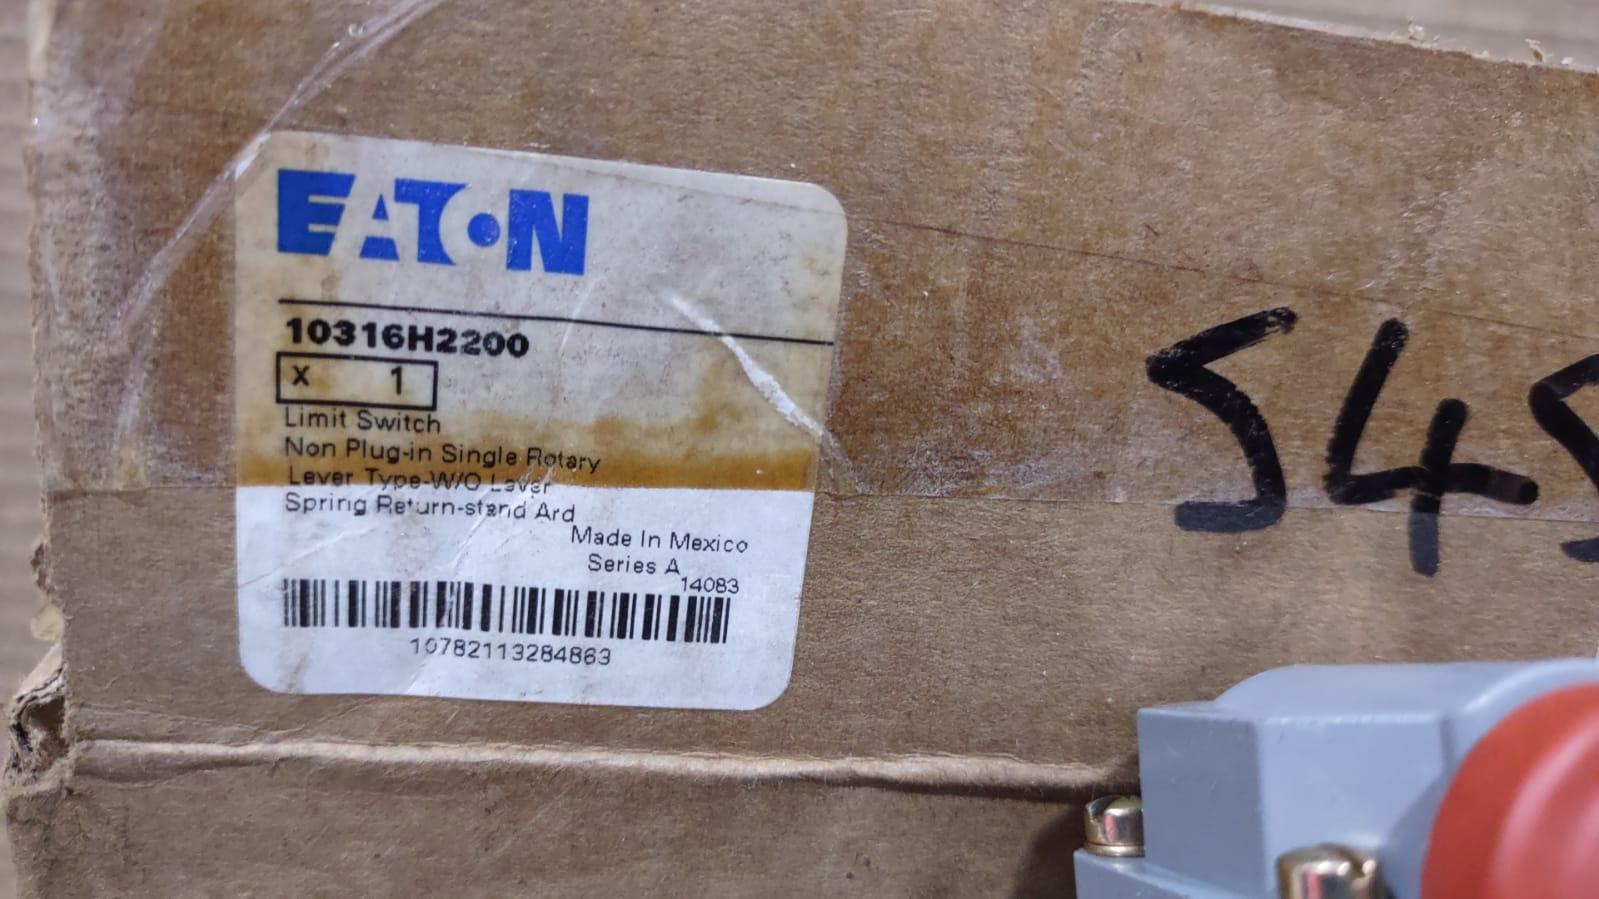 EATON
10316H2200
X 1
Limit Switch
Non Plug-in Single Rotary
Lever Type-W/O Lever
Spring Return-stand Ard
Made In Mexico
Series A
14083
10782113284863
S4